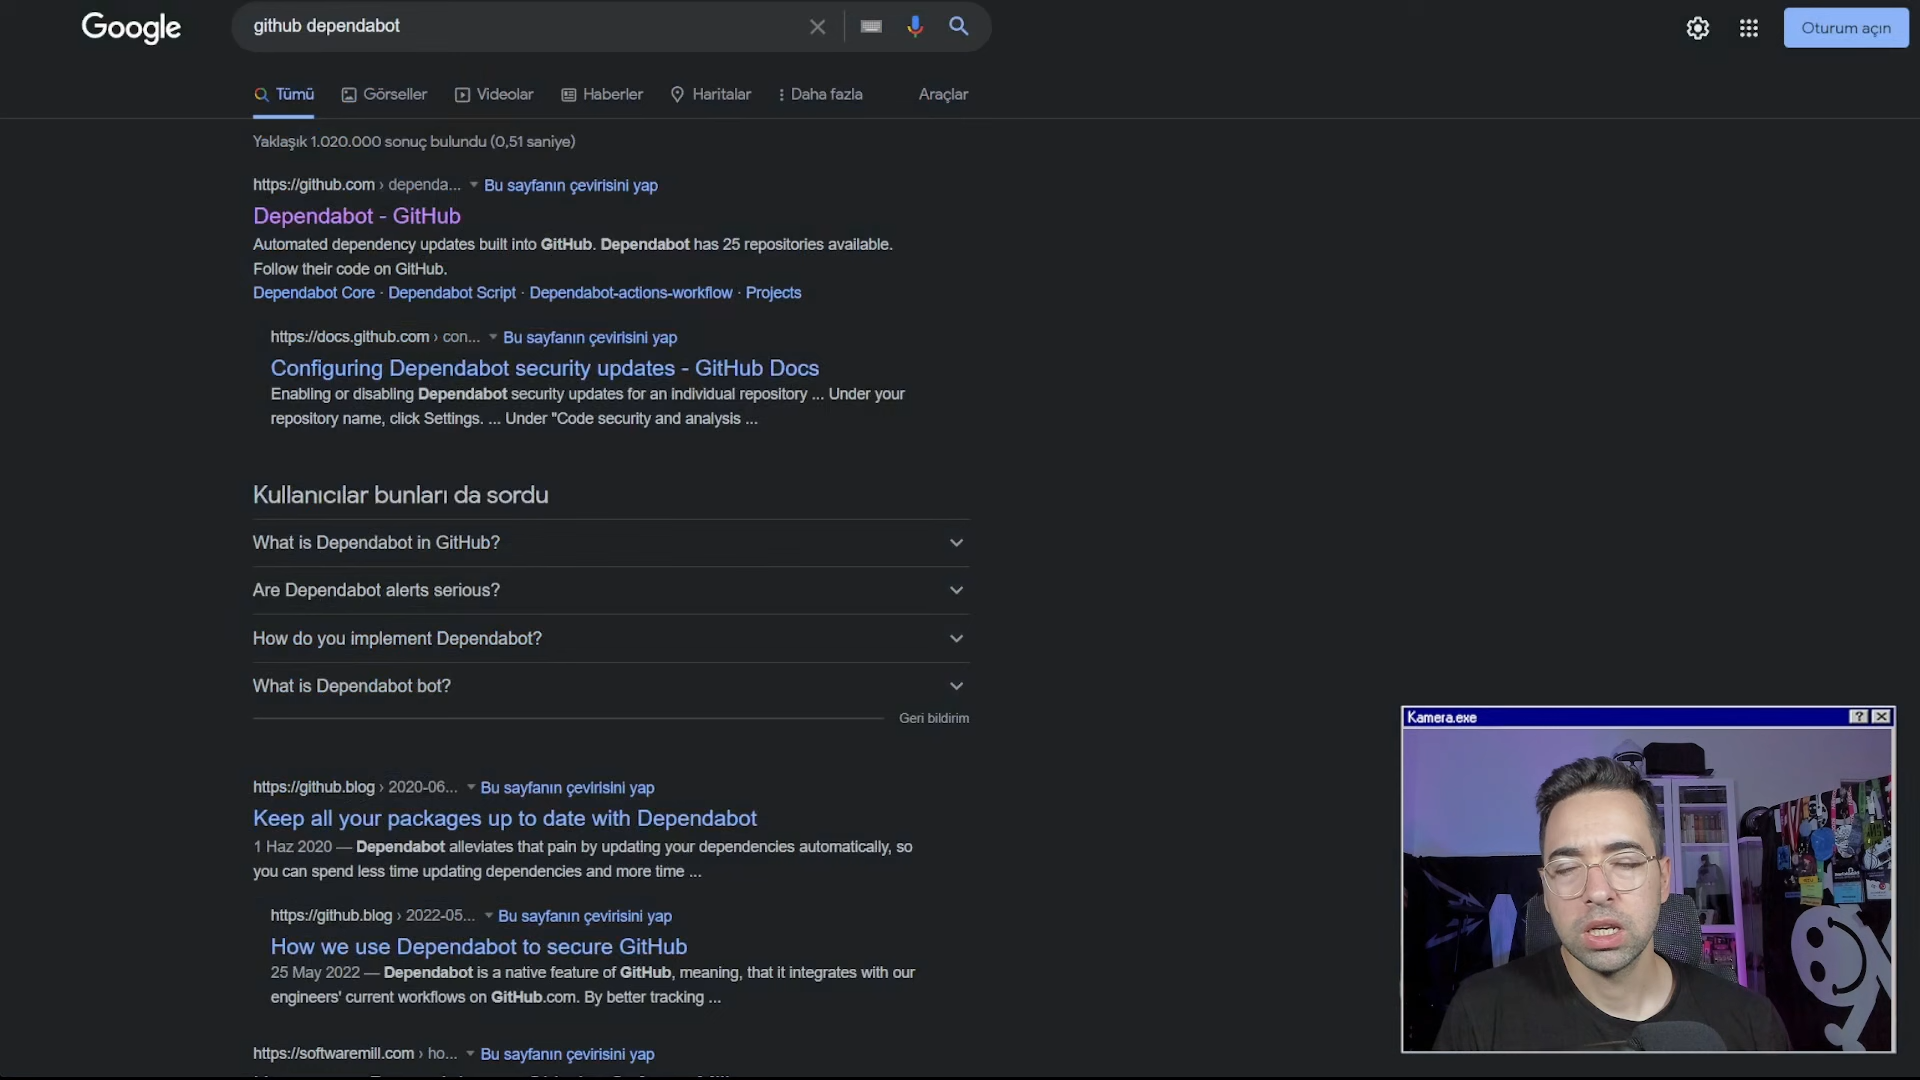 Google
github dependabot
Oturum açın
Tümü
Görseller
Videolar
Haberler
Haritalar
Daha fazla
Araçlar
Yaklaşık 1.020.000 sonuç bulundu (0,51 saniye)
https://github.com › dependa... Bu sayfanın çevirisini yap
Dependabot - GitHub
Automated dependency updates built into GitHub. Dependabot has 25 repositories available.
Follow their code on GitHub.
Dependabot Core · Dependabot Script · Dependabot-actions-workflow · Projects
https://docs.github.com › con... Bu sayfanın çevirisini yap
Configuring Dependabot security updates - GitHub Docs
Enabling or disabling Dependabot security updates for an individual repository ... Under your
repository name, click Settings. ... Under "Code security and analysis ...
Kullanıcılar bunları da sordu
What is Dependabot in GitHub?
Are Dependabot alerts serious?
How do you implement Dependabot?
What is Dependabot bot?
Geri bildirim
https://github.blog › 2020-06... Bu sayfanın çevirisini yap
Keep all your packages up to date with Dependabot
1 Haz 2020 — Dependabot alleviates that pain by updating your dependencies automatically, so
you can spend less time updating dependencies and more time ...
https://github.blog › 2022-05... Bu sayfanın çevirisini yap
How we use Dependabot to secure GitHub
25 May 2022 — Dependabot is a native feature of GitHub, meaning, that it integrates with our
engineers' current workflows on GitHub.com. By better tracking ...
https://softwaremill.com › ho... Bu sayfanın çevirisini yap
Kamera.exe